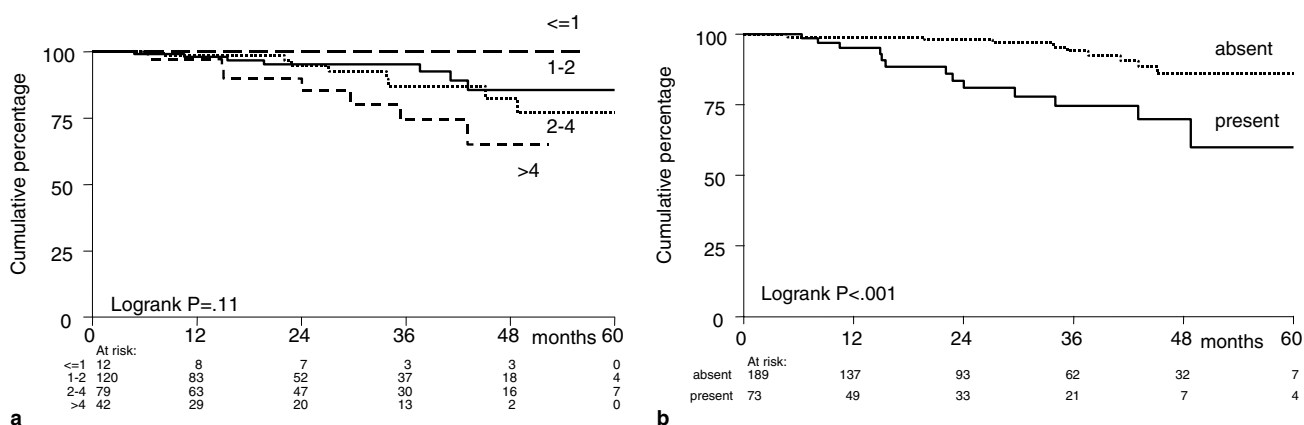 <=1
100
1-2
75
2-4
>4
50
25
Logrank P=.11
0
0 12 24 36 48 months 60
Cumulative percentage
At risk:
<=1 12 8 7 3 3 0
1-2 120 83 52 37 18 4
2-4 79 63 47 30 16 7
>4 42 29 20 13 2 0
a
100
absent
75
present
50
25
Logrank P<.001
0
0 12 24 36 48 months 60
Cumulative percentage
At risk:
absent 189 137 93 62 32 7
present 73 49 33 21 7 4
b